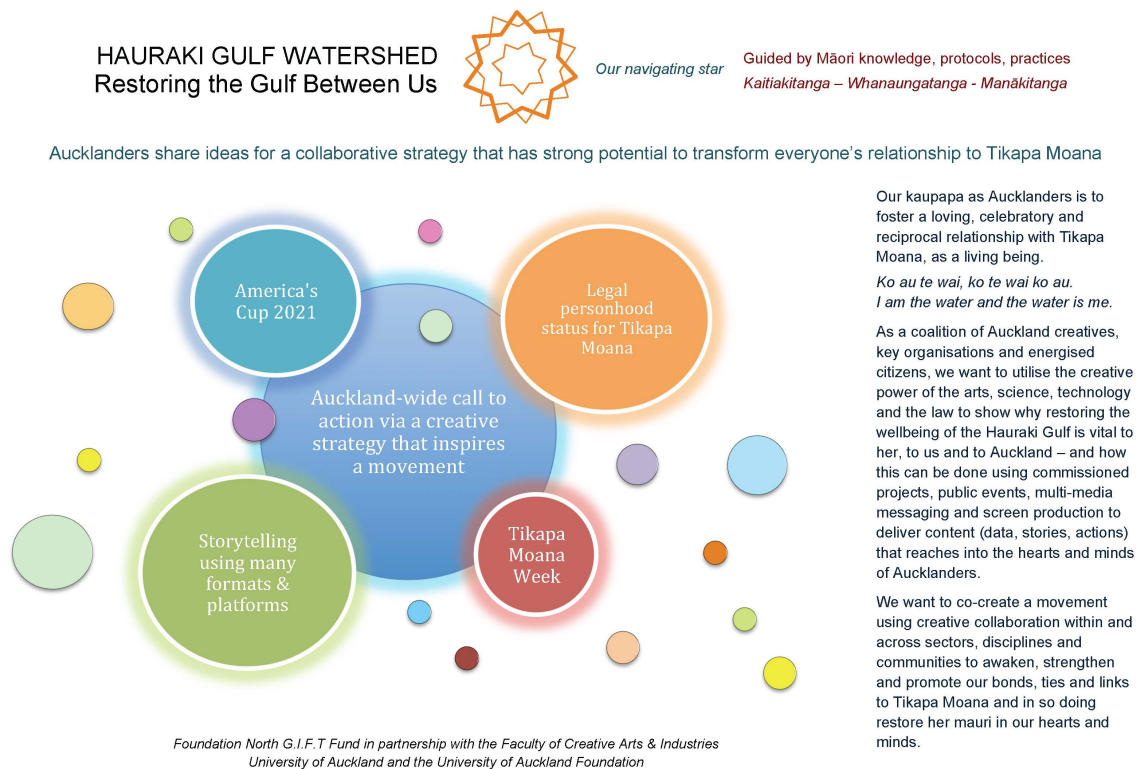 HAURAKI GULF WATERSHED
Restoring the Gulf Between Us
Our navigating star
Guided by Māori knowledge, protocols, practices
Kaitiakitanga – Whanaungatanga - Manākitanga
Aucklanders share ideas for a collaborative strategy that has strong potential to transform everyone's relationship to Tikapa Moana
America's
Cup 2021
Legal
personhood
status for Tikapa
Moana
Auckland-wide call to
action via a creative
strategy that inspires
a movement
Storytelling
using many
formats &
platforms
Tikapa
Moana
Week
Our kaupapa as Aucklanders is to
foster a loving, celebratory and
reciprocal relationship with Tikapa
Moana, as a living being.
Ko au te wai, ko te wai ko au.
I am the water and the water is me.
As a coalition of Auckland creatives,
key organisations and energised
citizens, we want to utilise the creative
power of the arts, science, technology
and the law to show why restoring the
wellbeing of the Hauraki Gulf is vital to
her, to us and to Auckland – and how
this can be done using commissioned
projects, public events, multi-media
messaging and screen production to
deliver content (data, stories, actions)
that reaches into the hearts and minds
of Aucklanders.
We want to co-create a movement
using creative collaboration within and
across sectors, disciplines and
communities to awaken, strengthen
and promote our bonds, ties and links
to Tikapa Moana and in so doing
restore her mauri in our hearts and
minds.
Foundation North G.I.F.T Fund in partnership with the Faculty of Creative Arts & Industries
University of Auckland and the University of Auckland Foundation